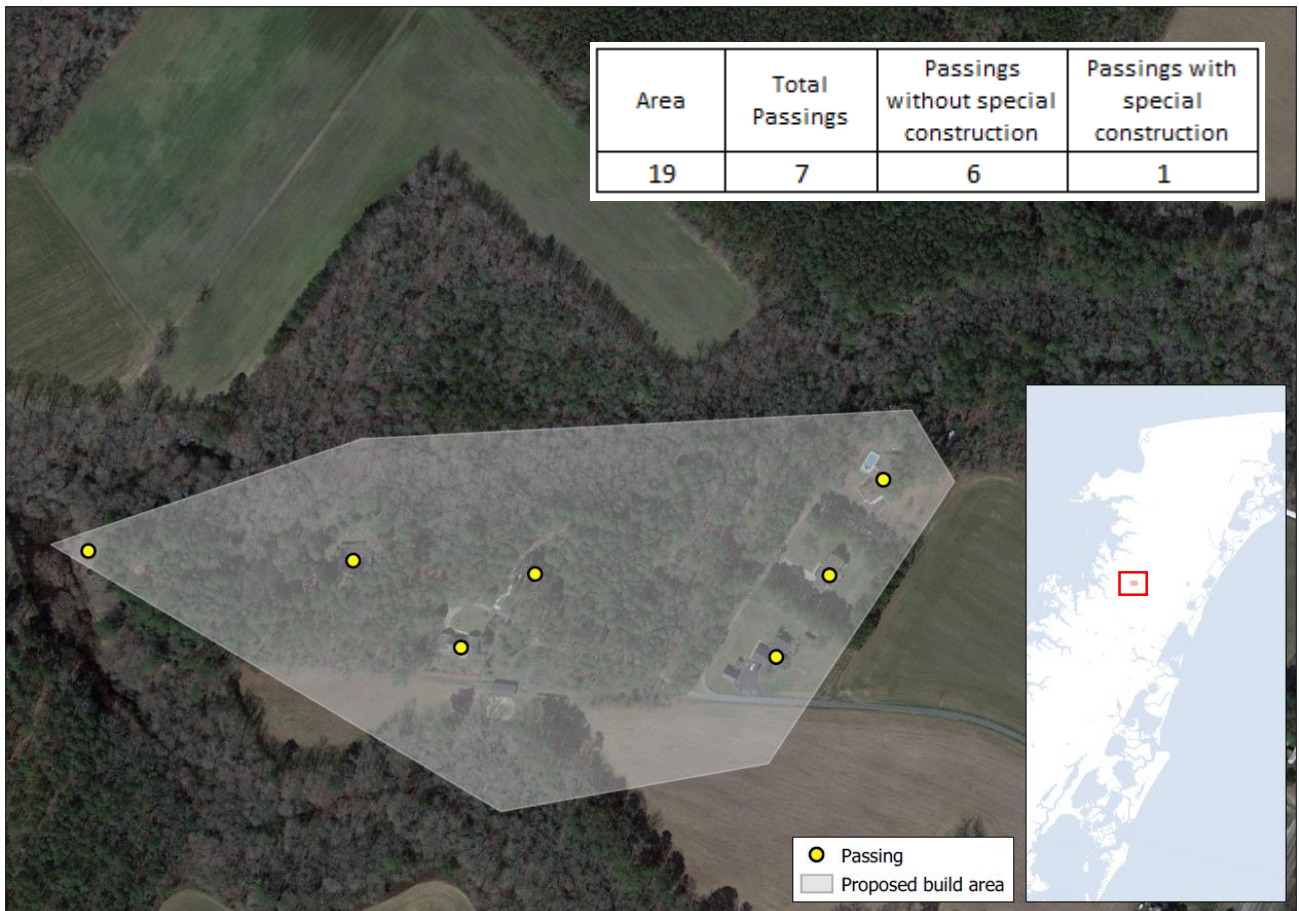 Area
Total
Passings
Passings
without special
construction
Passings with
special
construction
19
7
6
1
Passing
Proposed build area